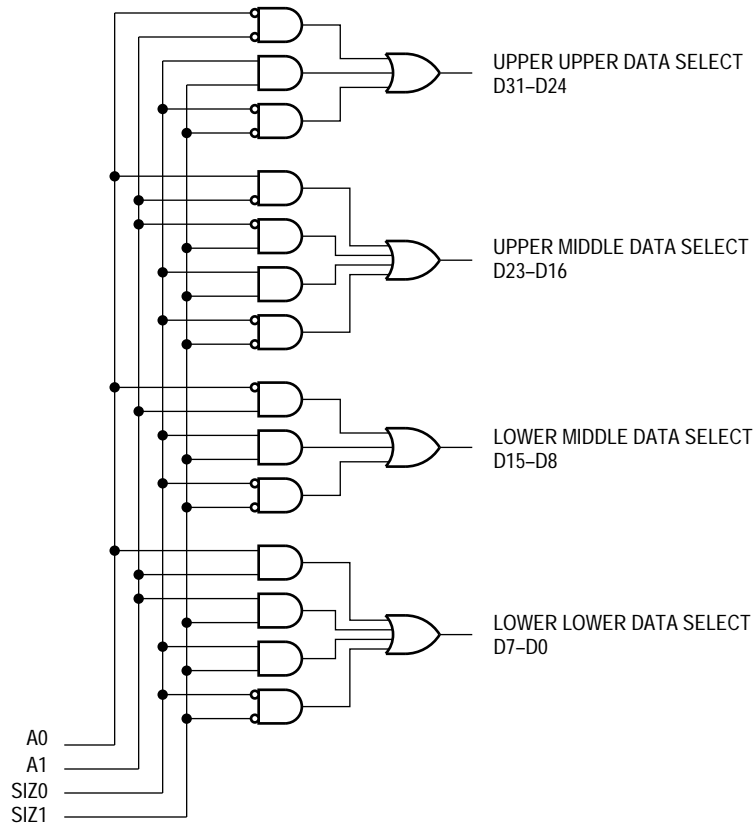 UPPER UPPER DATA SELECT
D31–D24
UPPER MIDDLE DATA SELECT
D23–D16
LOWER MIDDLE DATA SELECT
D15–D8
LOWER LOWER DATA SELECT
D7–D0
A0
A1
SIZ0
SIZ1